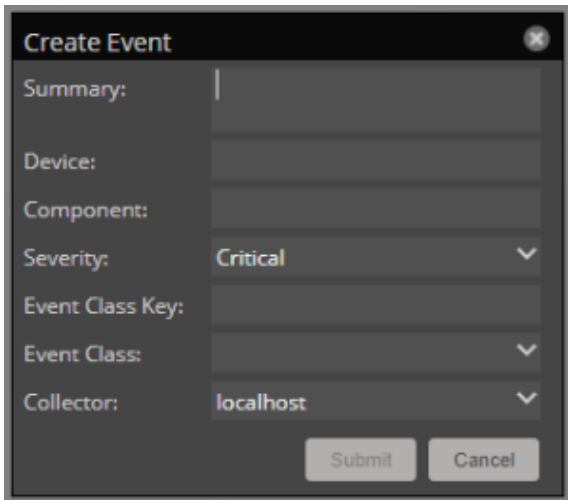 Create Event
Summary:
Device:
Component:
Severity: Critical
Event Class Key:
Event Class:
Collector: localhost
Submit Cancel